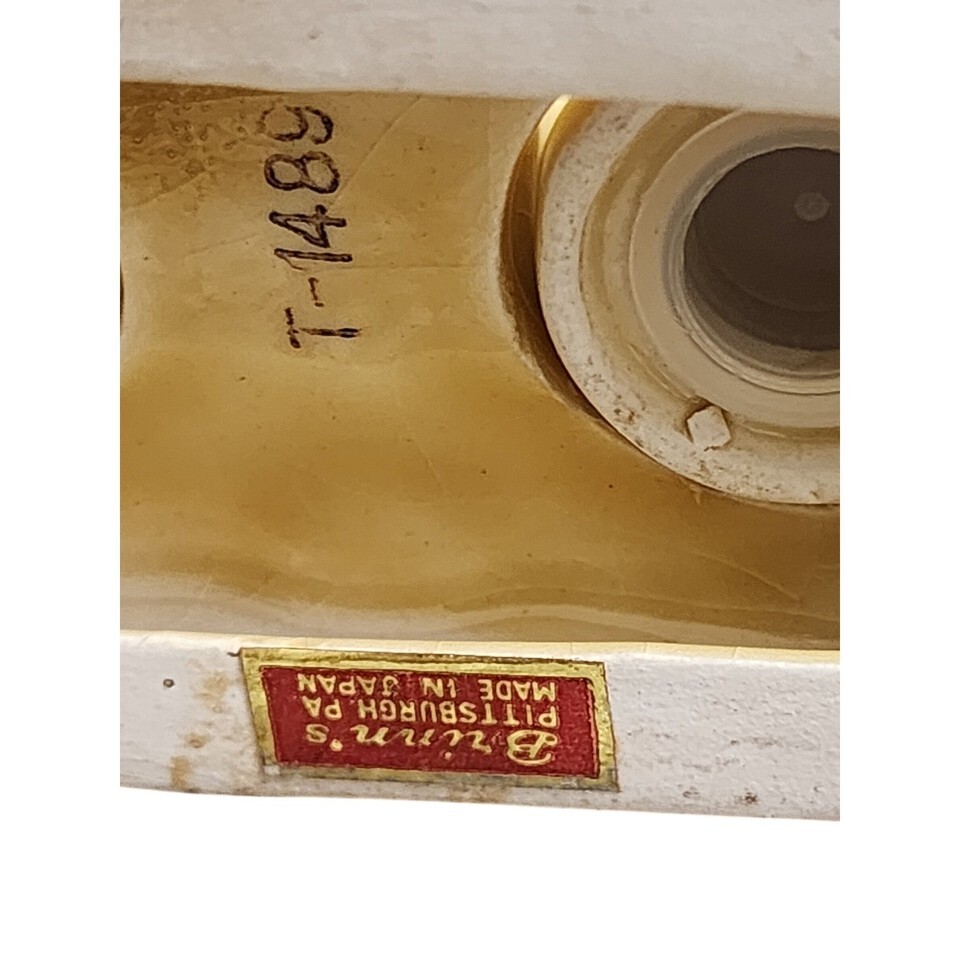 T-1489
Brinn's
PITTSBURGH, PA
MADE IN JAPAN